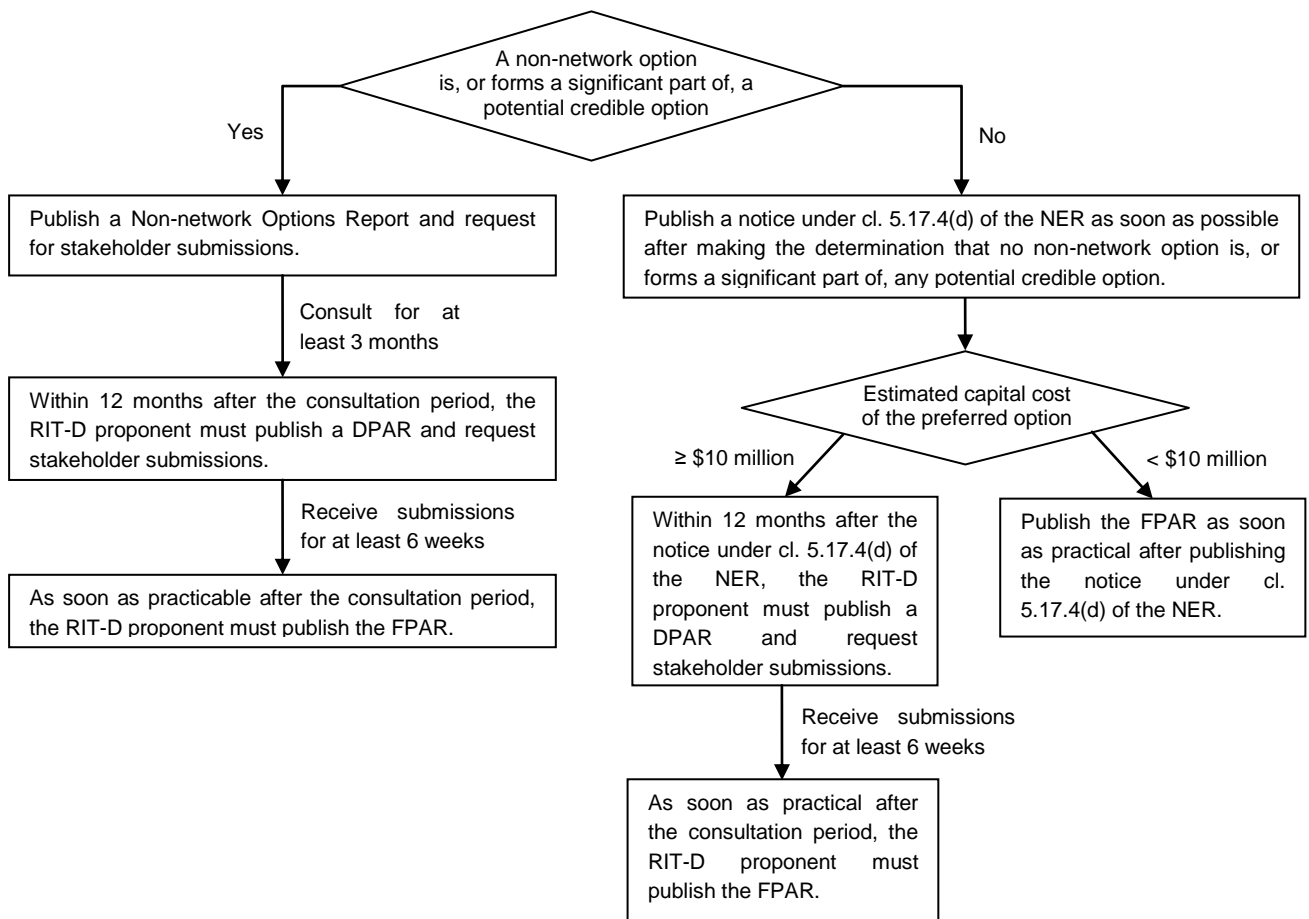 A non-network option
is, or forms a significant part of, a
potential credible option
Yes
No
Publish a Non-network Options Report and request
for stakeholder submissions.
Publish a notice under cl. 5.17.4(d) of the NER as soon as possible
after making the determination that no non-network option is, or
forms a significant part of, any potential credible option.
Consult for at
least 3 months
Within 12 months after the consultation period, the
RIT-D proponent must publish a DPAR and request
stakeholder submissions.
Estimated capital cost
of the preferred option
≥ $10 million
< $10 million
Receive submissions
for at least 6 weeks
Within 12 months after the
notice under cl. 5.17.4(d) of
the NER, the RIT-D
proponent must publish a
DPAR and request
stakeholder submissions.
Publish the FPAR as soon
as practical after publishing
the notice under cl.
5.17.4(d) of the NER.
As soon as practicable after the consultation period,
the RIT-D proponent must publish the FPAR.
Receive submissions
for at least 6 weeks
As soon as practical after
the consultation period, the
RIT-D proponent must
publish the FPAR.